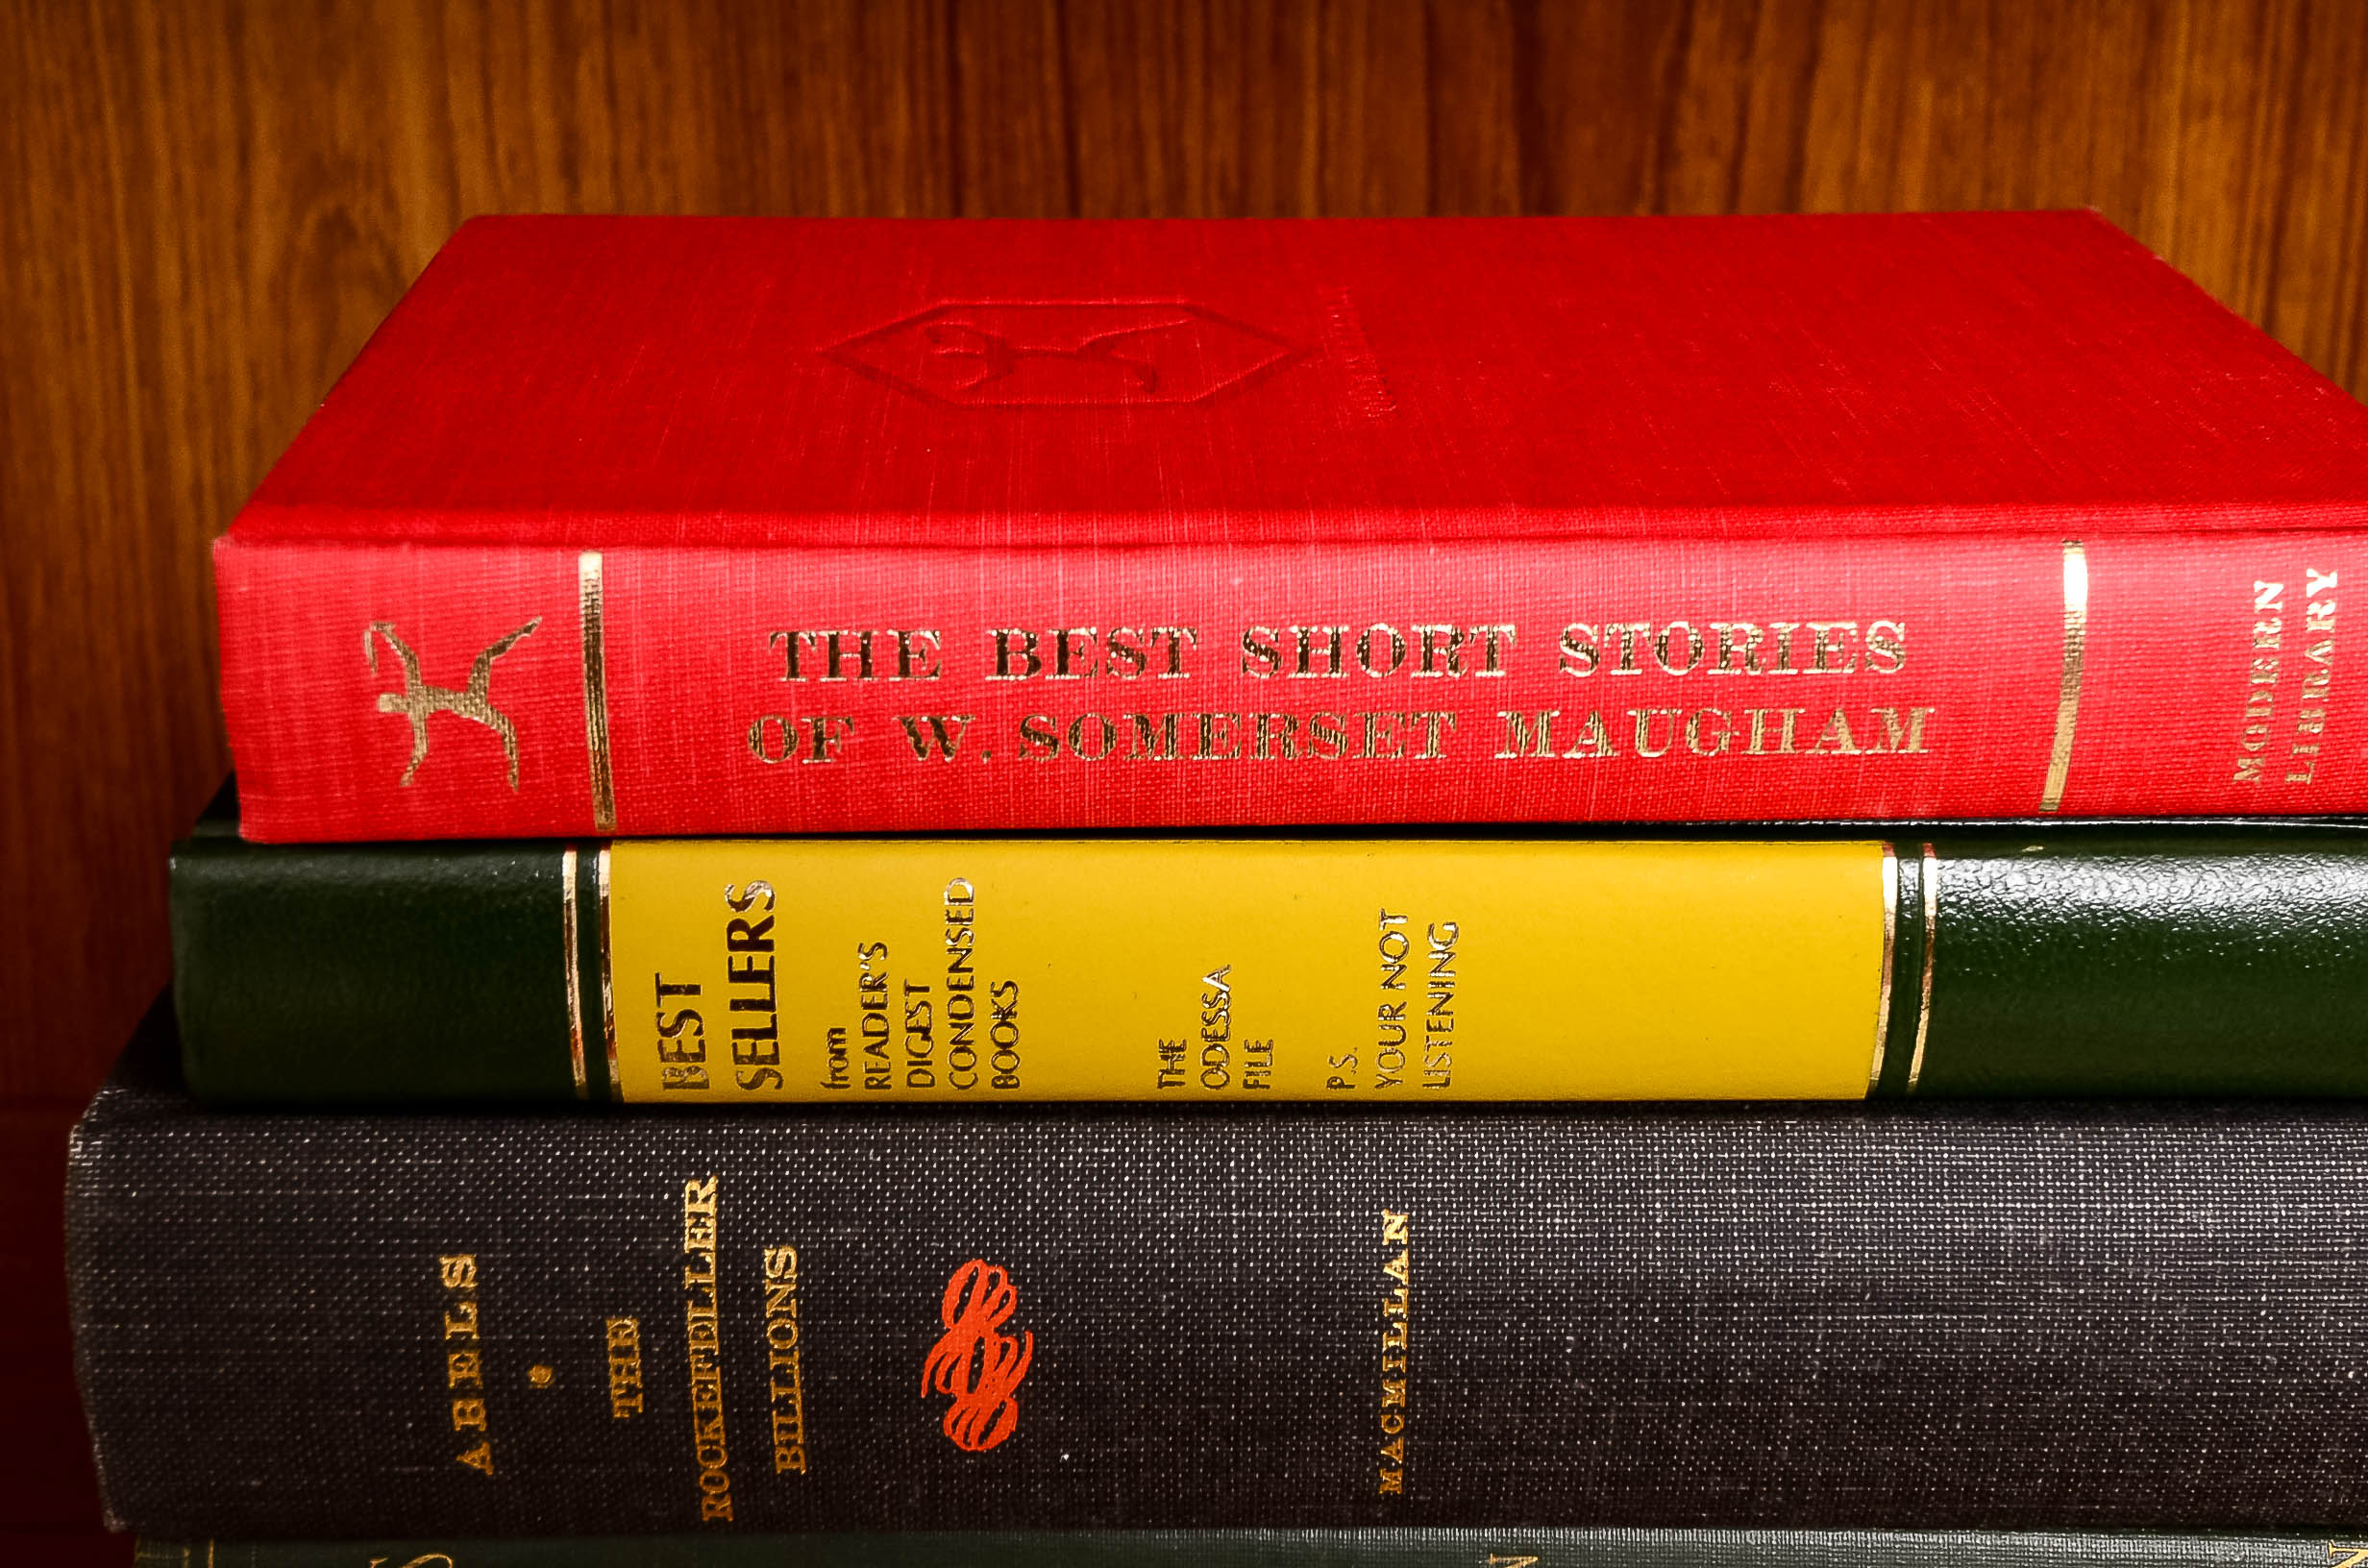 THE BEST SHORT STORIES
OF W. SOMERSET MAUGHAM
MODERN
LIBRARY
BEST
SELLERS
from
READER'S
DIGEST
CONDENSED
BOOKS
THE
ODESSA
FILE
P.S.
YOUR NOT
LISTENING
ABELS
THE
ROCKEFELLER
BILLIONS
MACMILLAN